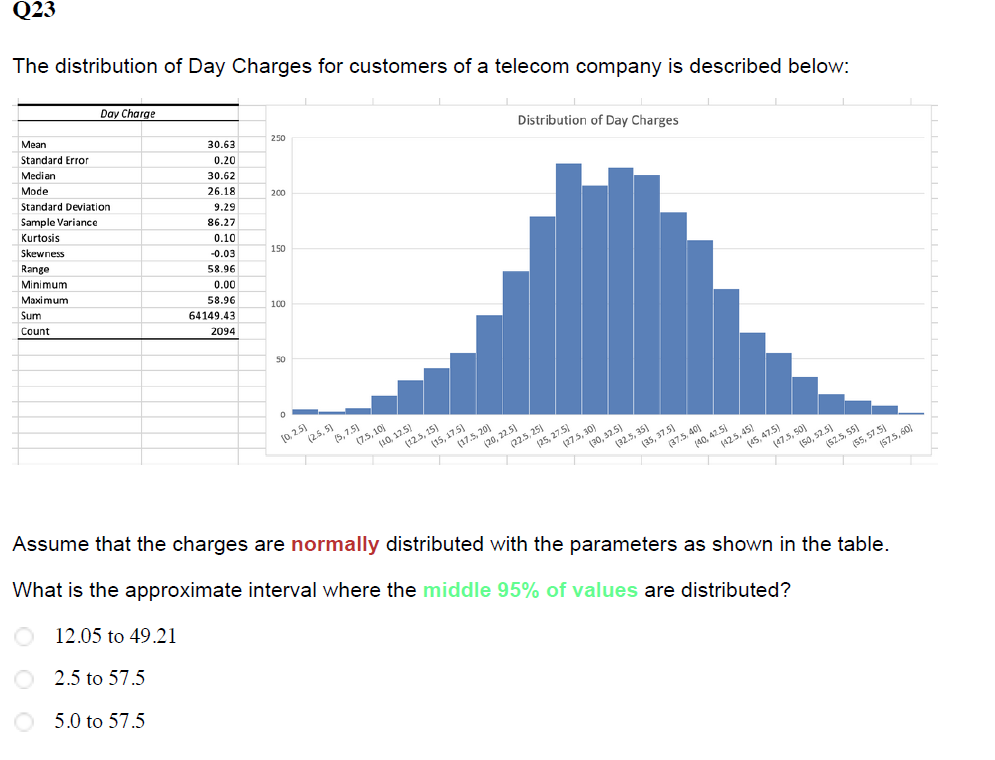 Q23
The distribution of Day Charges for customers of a telecom company is described below:
Day Charge
Mean 30.63
Standard Error 0.20
Median 30.62
Mode 26.18
Standard Deviation 9.29
Sample Variance 86.27
Kurtosis 0.10
Skewness -0.03
Range 58.96
Minimum 0.00
Maximum 58.96
Sum 64149.43
Count 2094
Distribution of Day Charges
250
200
150
100
50
0
[0, 2.5] (2.5, 5] (5, 7.5] (7.5, 10] (10, 12.5] (12.5, 15] (15, 17.5] (17.5, 20] (20, 22.5] (22.5, 25] (25, 27.5] (27.5, 30] (30, 32.5] (32.5, 35] (35, 37.5] (37.5, 40] (40, 42.5] (42.5, 45] (45, 47.5] (47.5, 50] (50, 52.5] (52.5, 55] (55, 57.5] (57.5, 60]
Assume that the charges are normally distributed with the parameters as shown in the table.
What is the approximate interval where the middle 95% of values are distributed?
12.05 to 49.21
2.5 to 57.5
5.0 to 57.5